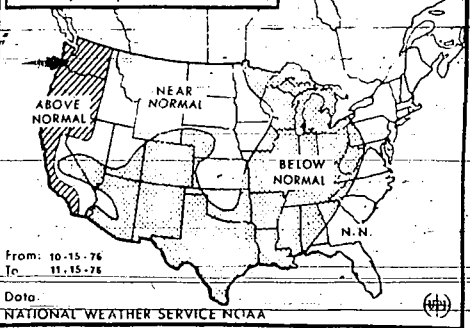 ABOVE
NORMAL
NEAR
NORMAL
BELOW
NORMAL
N.N.
From: 10-15-76
To 11-15-76
Data:
NATIONAL WEATHER SERVICE NOAA